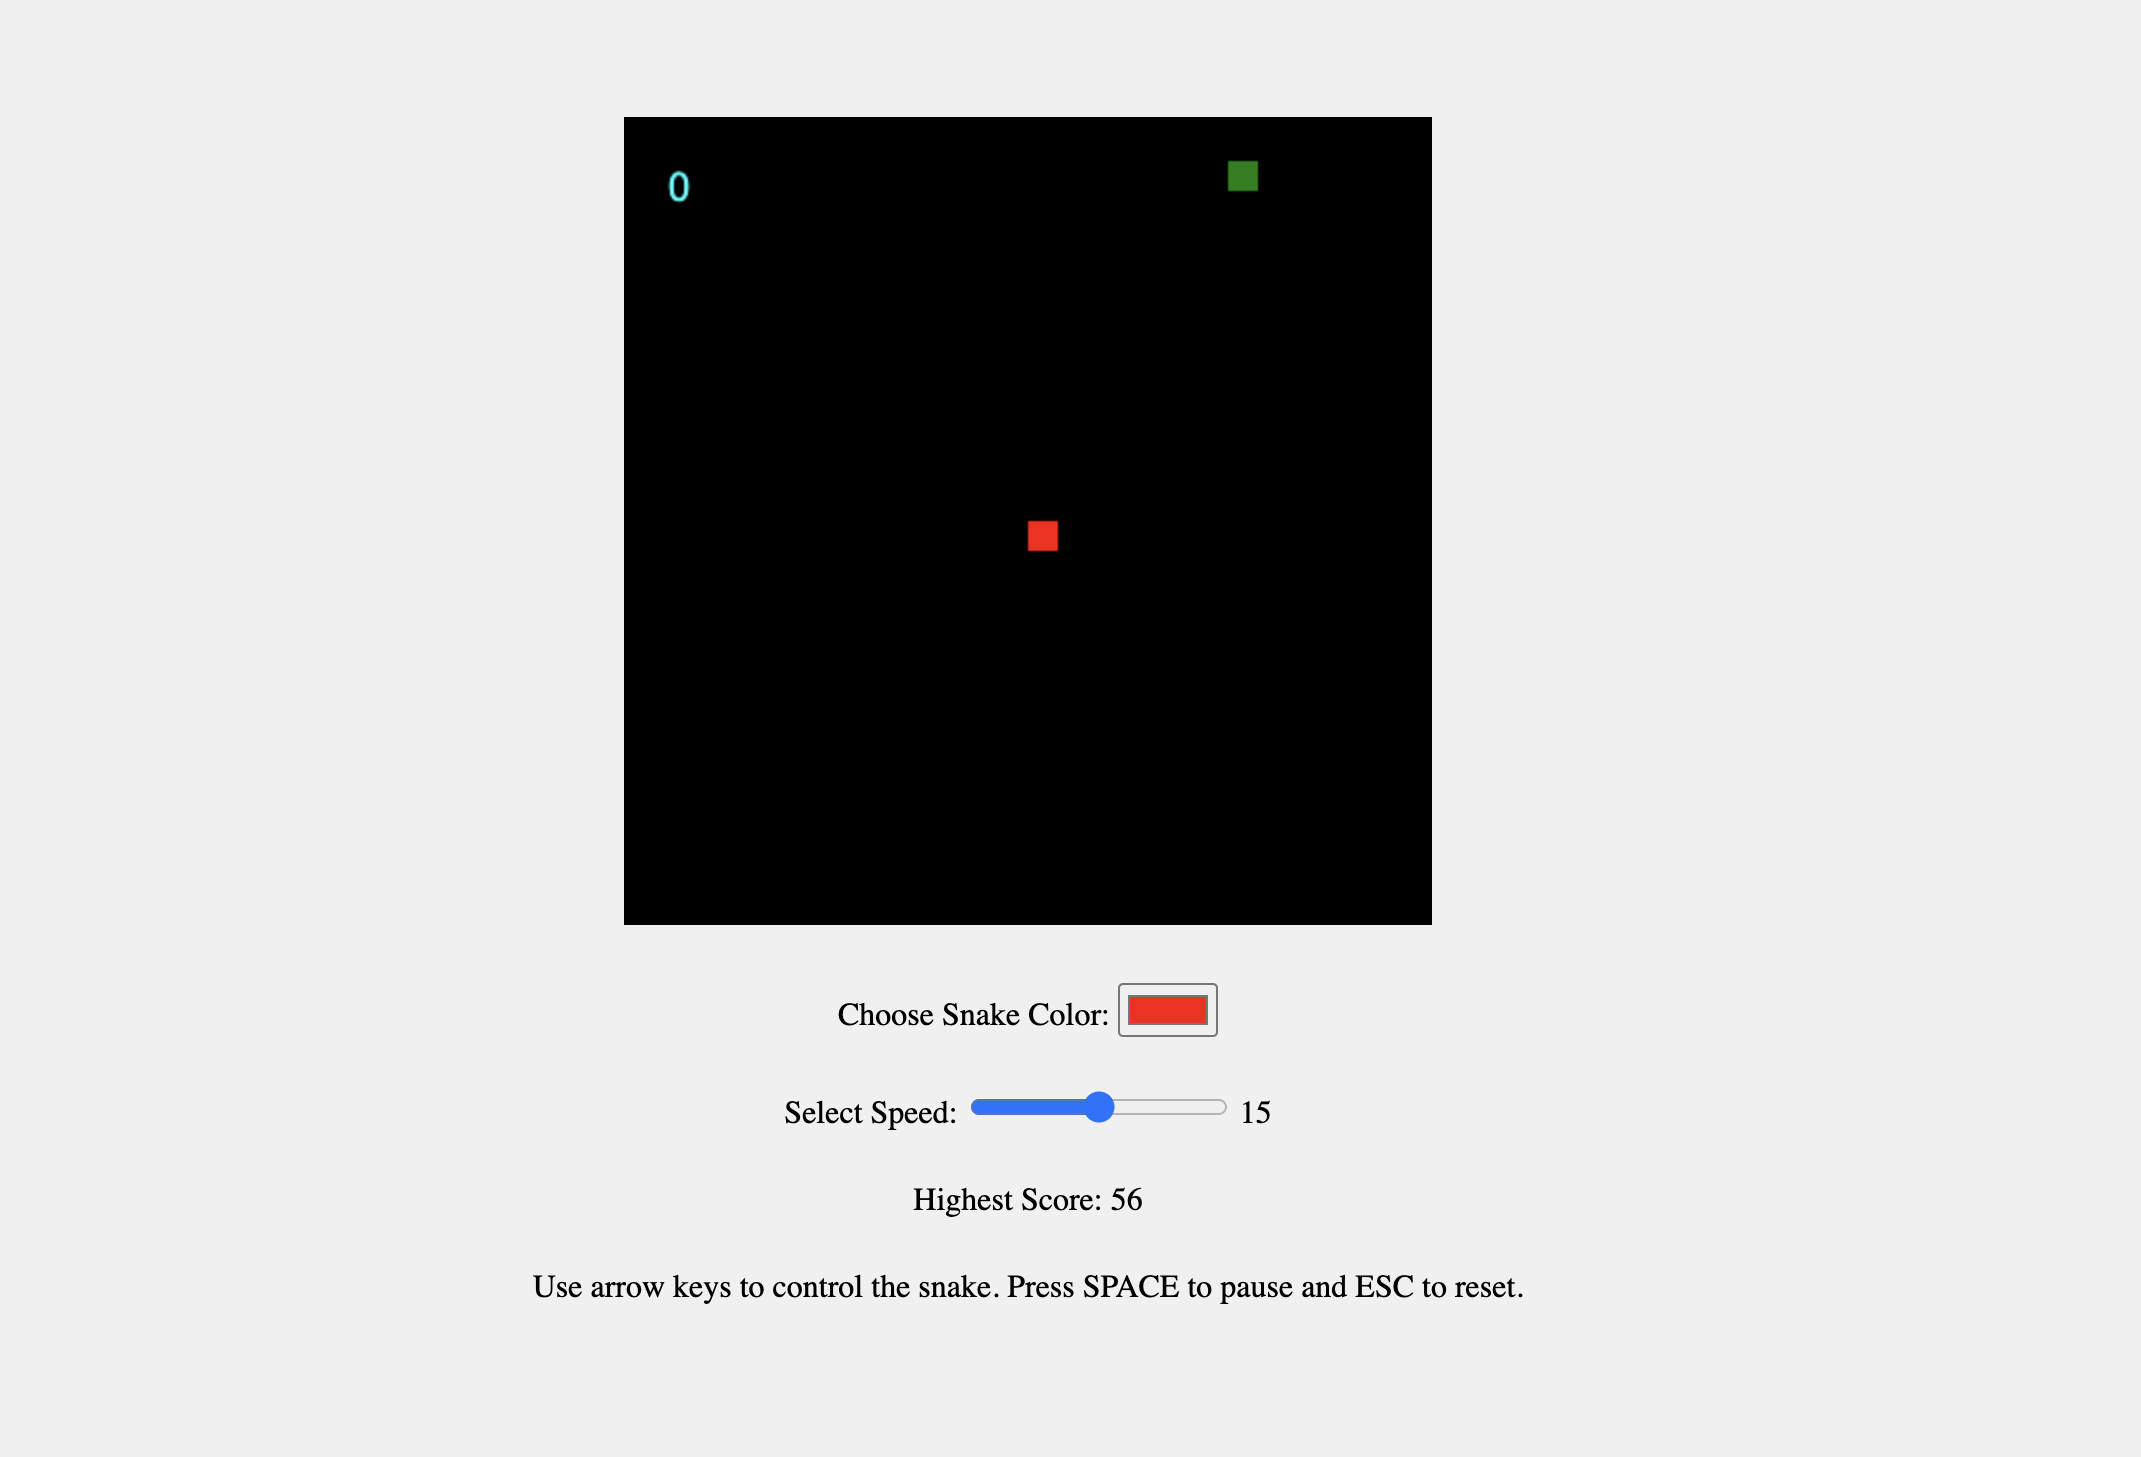 0
Choose Snake Color:
Select Speed: 15
Highest Score: 56
Use arrow keys to control the snake. Press SPACE to pause and ESC to reset.